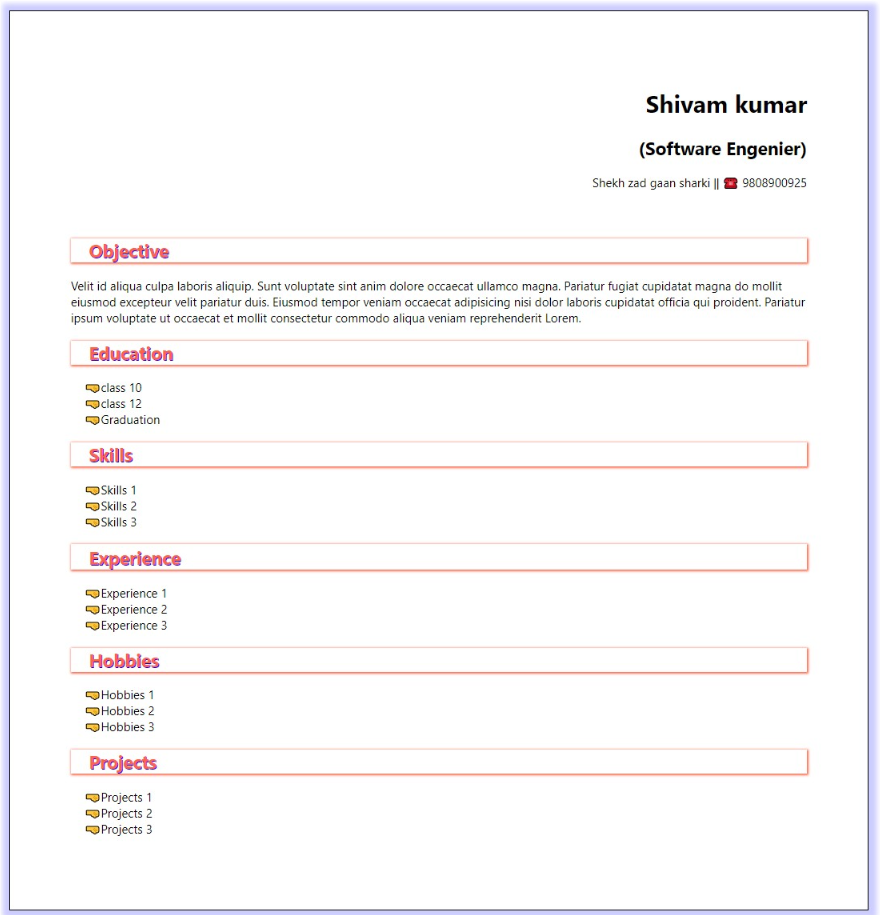 Shivam kumar
(Software Engenier)
Shekh zad gaan sharki || ☎ 9808900925
Objective
Velit id aliqua culpa laboris aliquip. Sunt voluptate sint anim dolore occaecat ullamco magna. Pariatur fugiat cupidatat magna do mollit
eiusmod excepteur velit pariatur duis. Eiusmod tempor veniam occaecat adipisicing nisi dolor laboris cupidatat officia qui proident. Pariatur
ipsum voluptate ut occaecat et mollit consectetur commodo aliqua veniam reprehenderit Lorem.
Education
class 10
class 12
Graduation
Skills
Skills 1
Skills 2
Skills 3
Experience
Experience 1
Experience 2
Experience 3
Hobbies
Hobbies 1
Hobbies 2
Hobbies 3
Projects
Projects 1
Projects 2
Projects 3